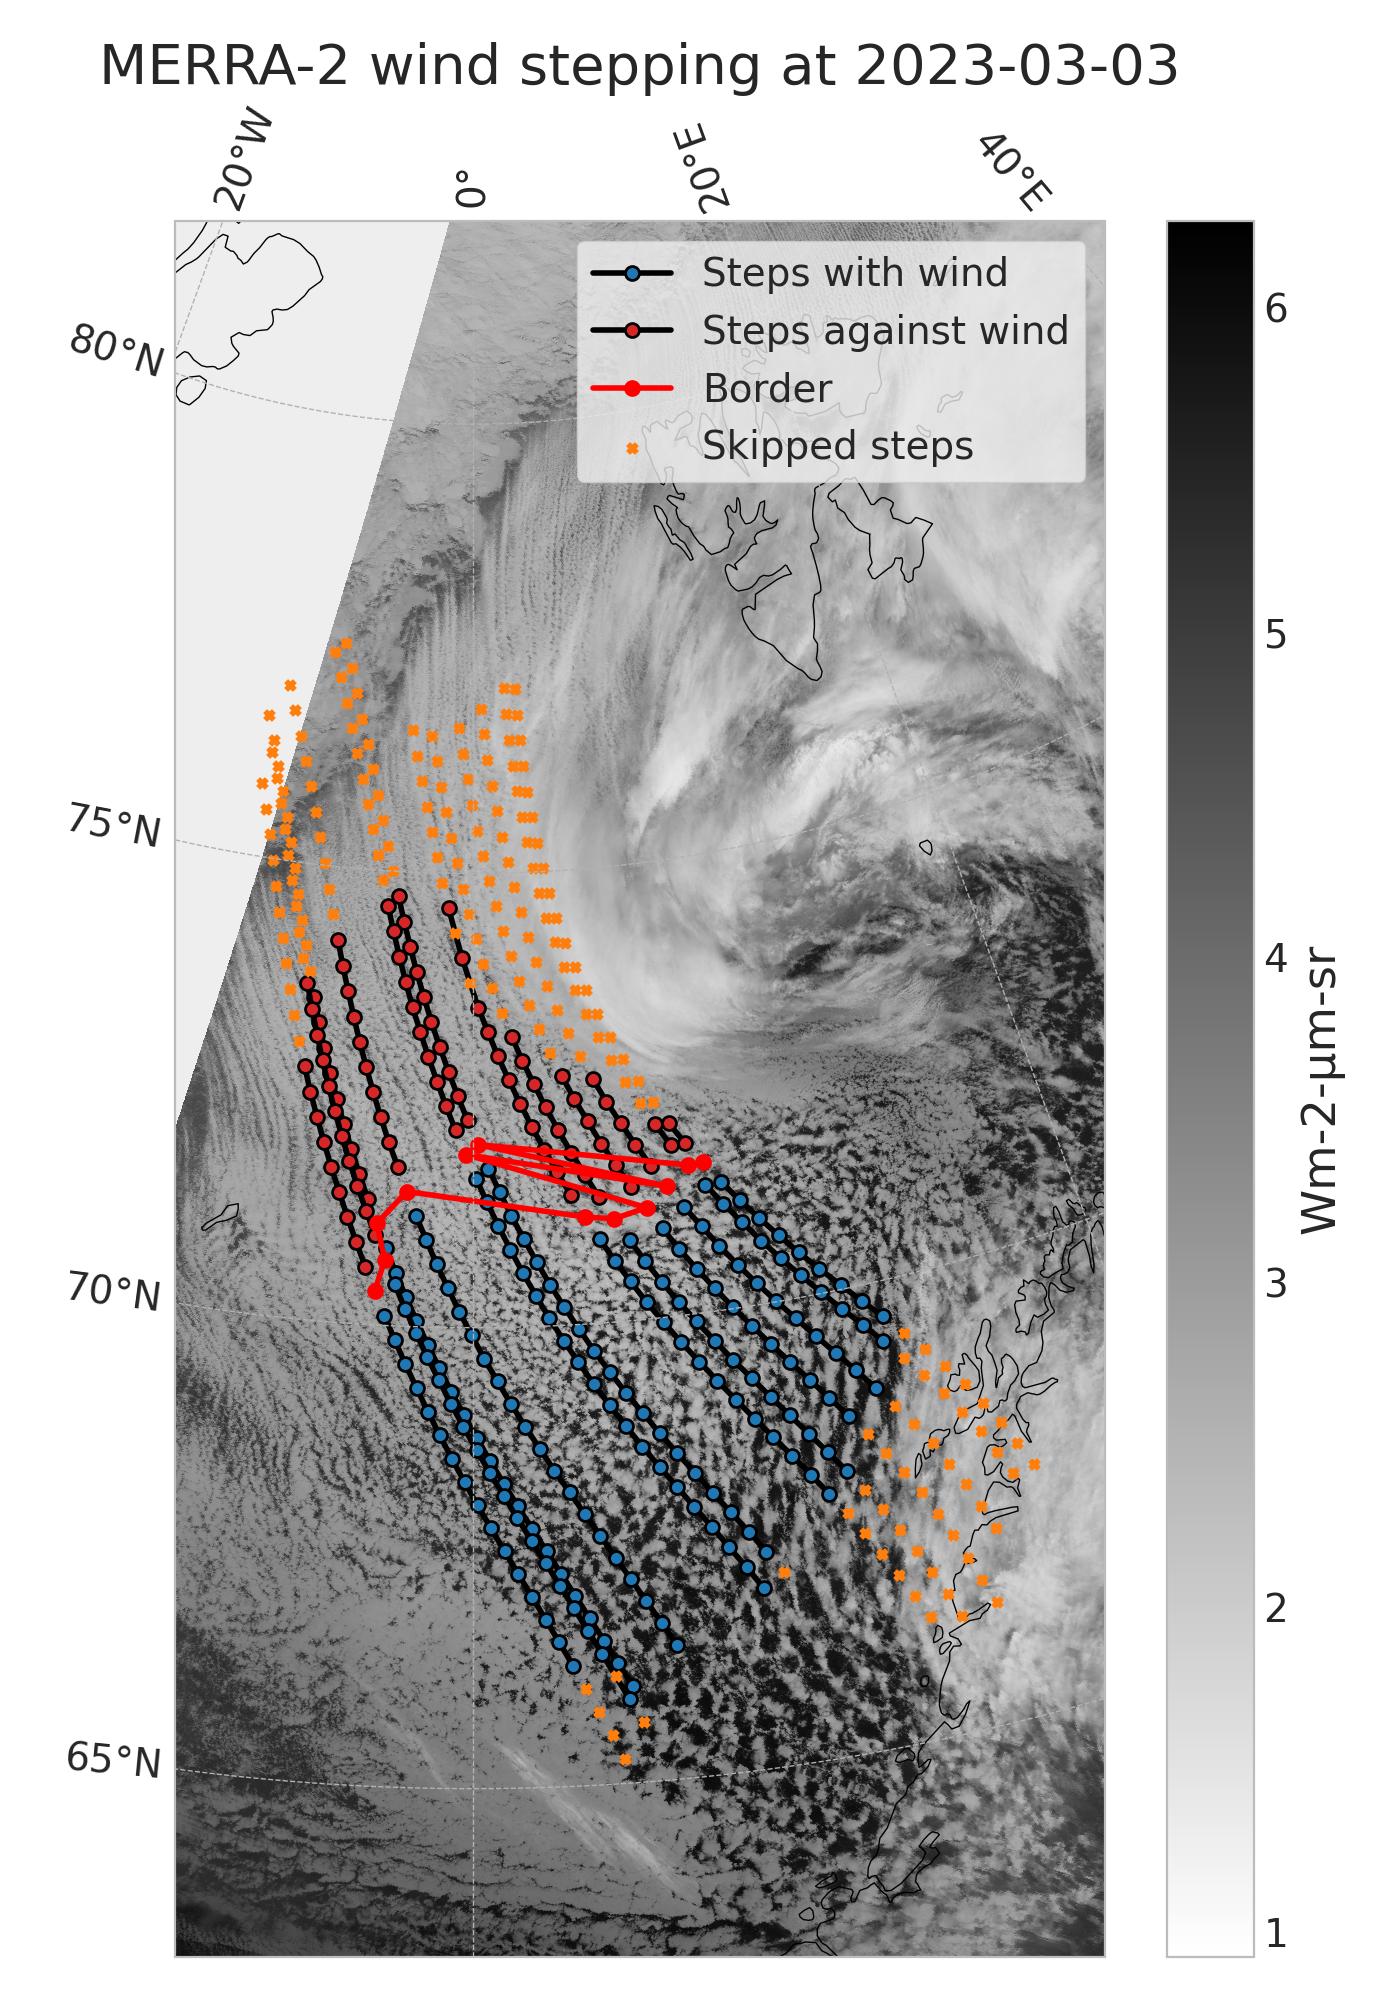 MERRA-2 wind stepping at 2023-03-03
20°W
0°
20°E
40°E
Steps with wind
Steps against wind
Border
Skipped steps
80°N
75°N
70°N
65°N
6
5
4
3
2
1
Wm-2-μm-sr